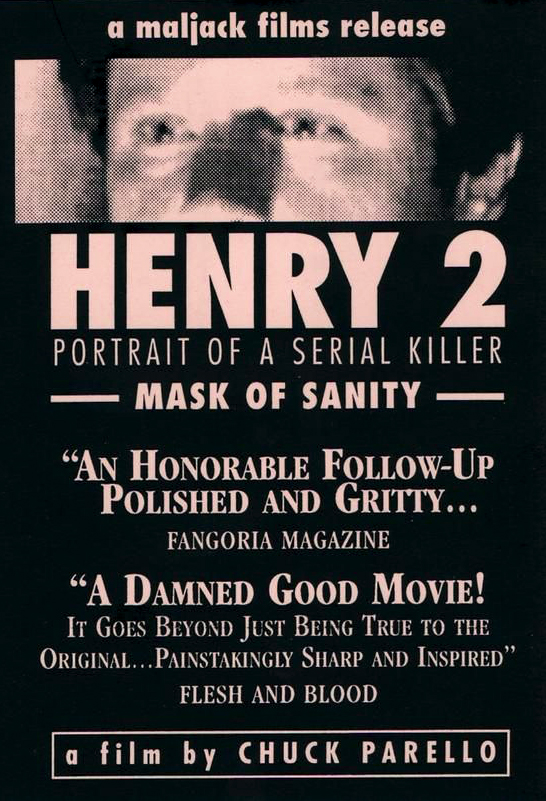 a maljack films release
HENRY 2
PORTRAIT OF A SERIAL KILLER
MASK OF SANITY
“AN HONORABLE FOLLOW-UP
POLISHED AND GRITTY...
FANGORIA MAGAZINE
“A DAMNED GOOD MOVIE!
IT GOES BEYOND JUST BEING TRUE TO THE
ORIGINAL...PAINSTAKINGLY SHARP AND INSPIRED”
FLESH AND BLOOD
a film by CHUCK PARELLO